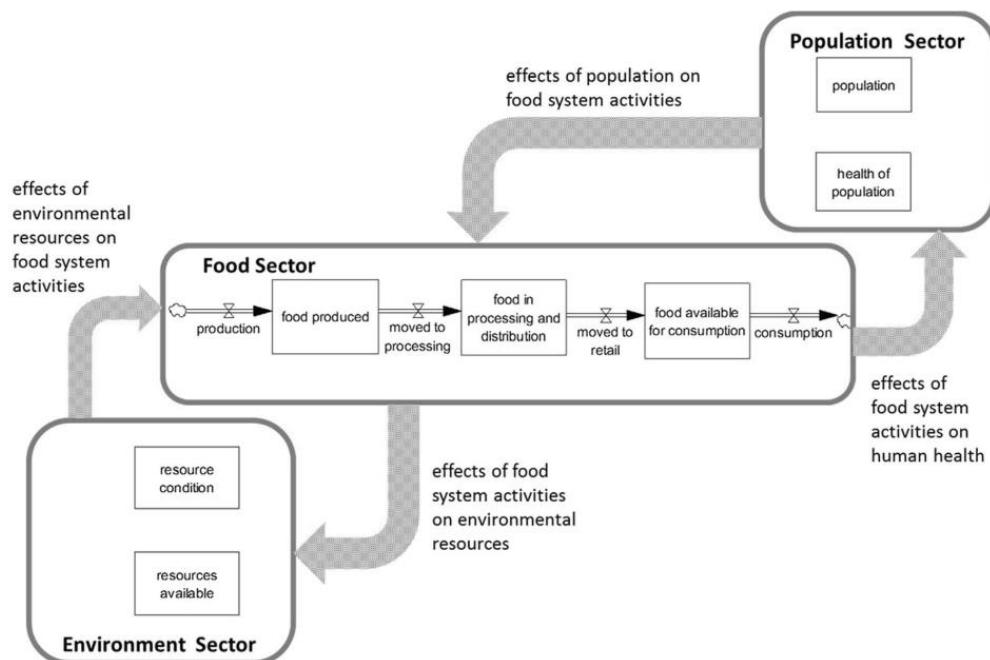 Population Sector
population
health of
population
effects of population on
food system activities
effects of
environmental
resources on
food system
activities
Food Sector
production
food produced
moved to
processing
food in
processing and
distribution
moved to
retail
food available
for consumption
consumption
effects of
food system
activities on
human health
effects of food
system activities
on environmental
resources
resource
condition
resources
available
Environment Sector